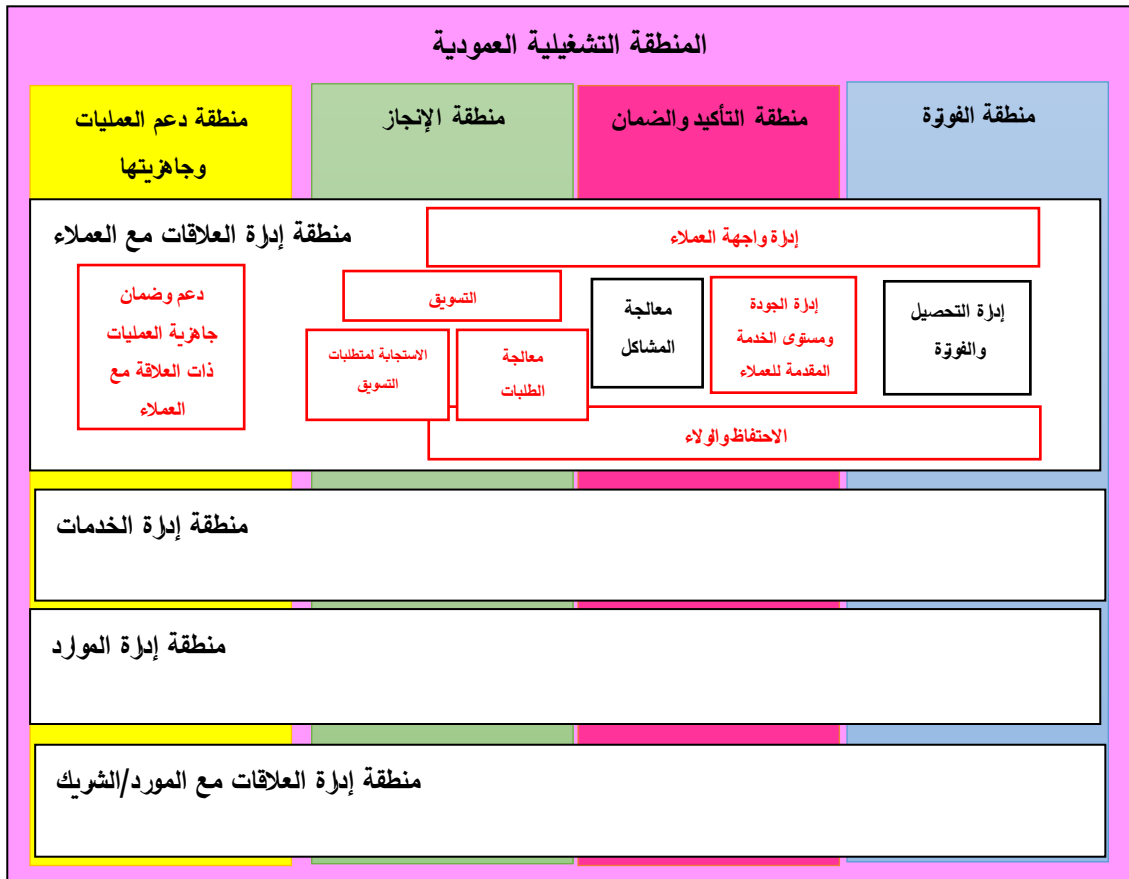 المنطقة التشغيلية العمودية
منطقة الفوترة
منطقة التأكيد والضمان
منطقة الإنجاز
منطقة دعم العمليات
وجاهزيتها
منطقة إدارة العلاقات مع العملاء
إدارة واجهة العملاء
إدارة التحصيل
والفوترة
إدارة الجودة
ومستوى الخدمة
المقدمة للعملاء
معالجة
المشاكل
التسويق
معالجة
الطلبات
الاستجابة لمتطلبات
التسويق
دعم وضمان
جاهزية العمليات
ذات العلاقة مع
العملاء
الاحتفاظ والولاء
منطقة إدارة الخدمات
منطقة إدارة الموارد
منطقة إدارة العلاقات مع المورد/الشريك